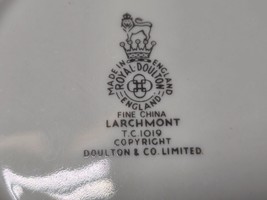 MADE IN ENGLAND
ROYAL DOULTON
ENGLAND
FINE CHINA
LARCHMONT
T.C.1019
COPYRIGHT
DOULTON & CO. LIMITED.